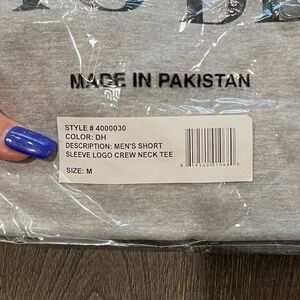 MADE IN PAKISTAN
STYLE # 4000030
COLOR: DH
DESCRIPTION: MEN'S SHORT
SLEEVE LOGO CREW NECK TEE
SIZE: M